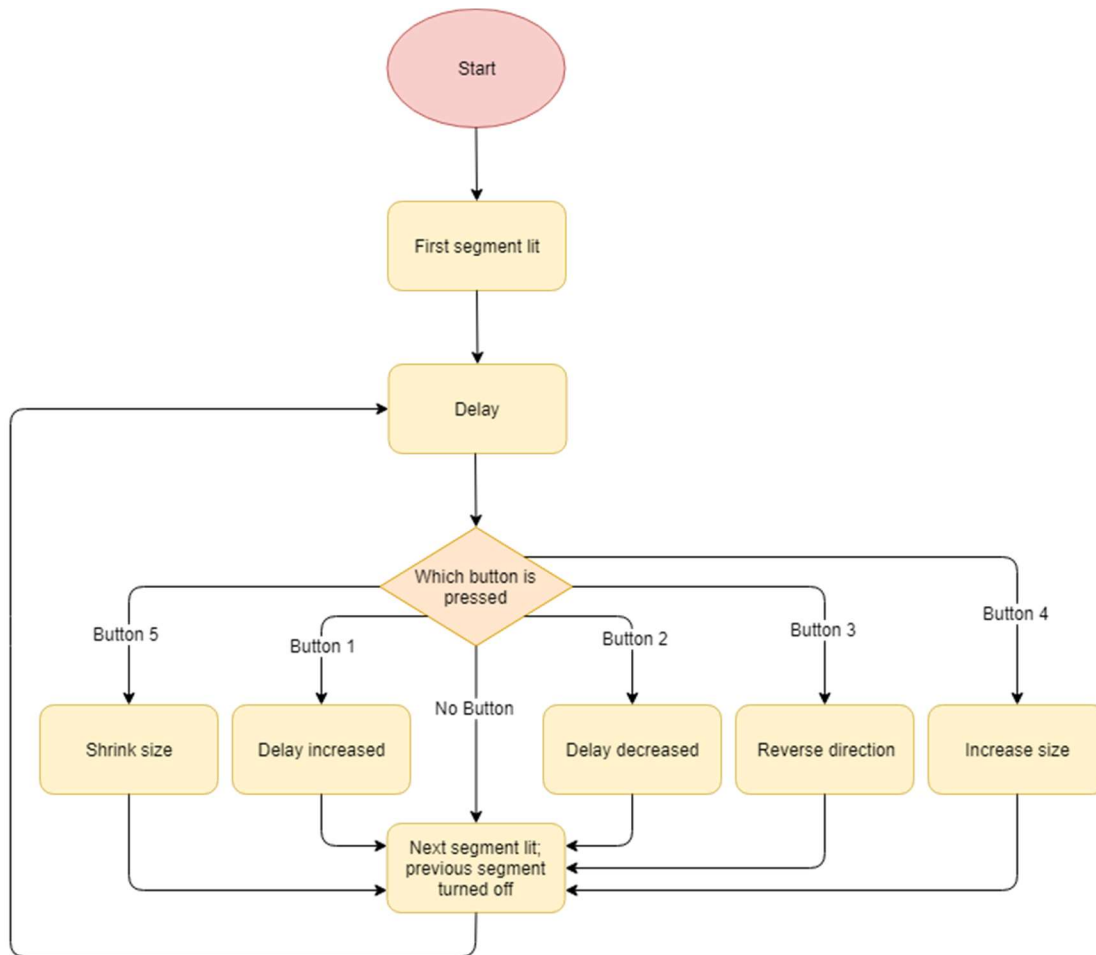 Start
First segment lit
Delay
Which button is
pressed
Button 5
Button 1
No Button
Button 2
Button 3
Button 4
Shrink size
Delay increased
Delay decreased
Reverse direction
Increase size
Next segment lit;
previous segment
turned off